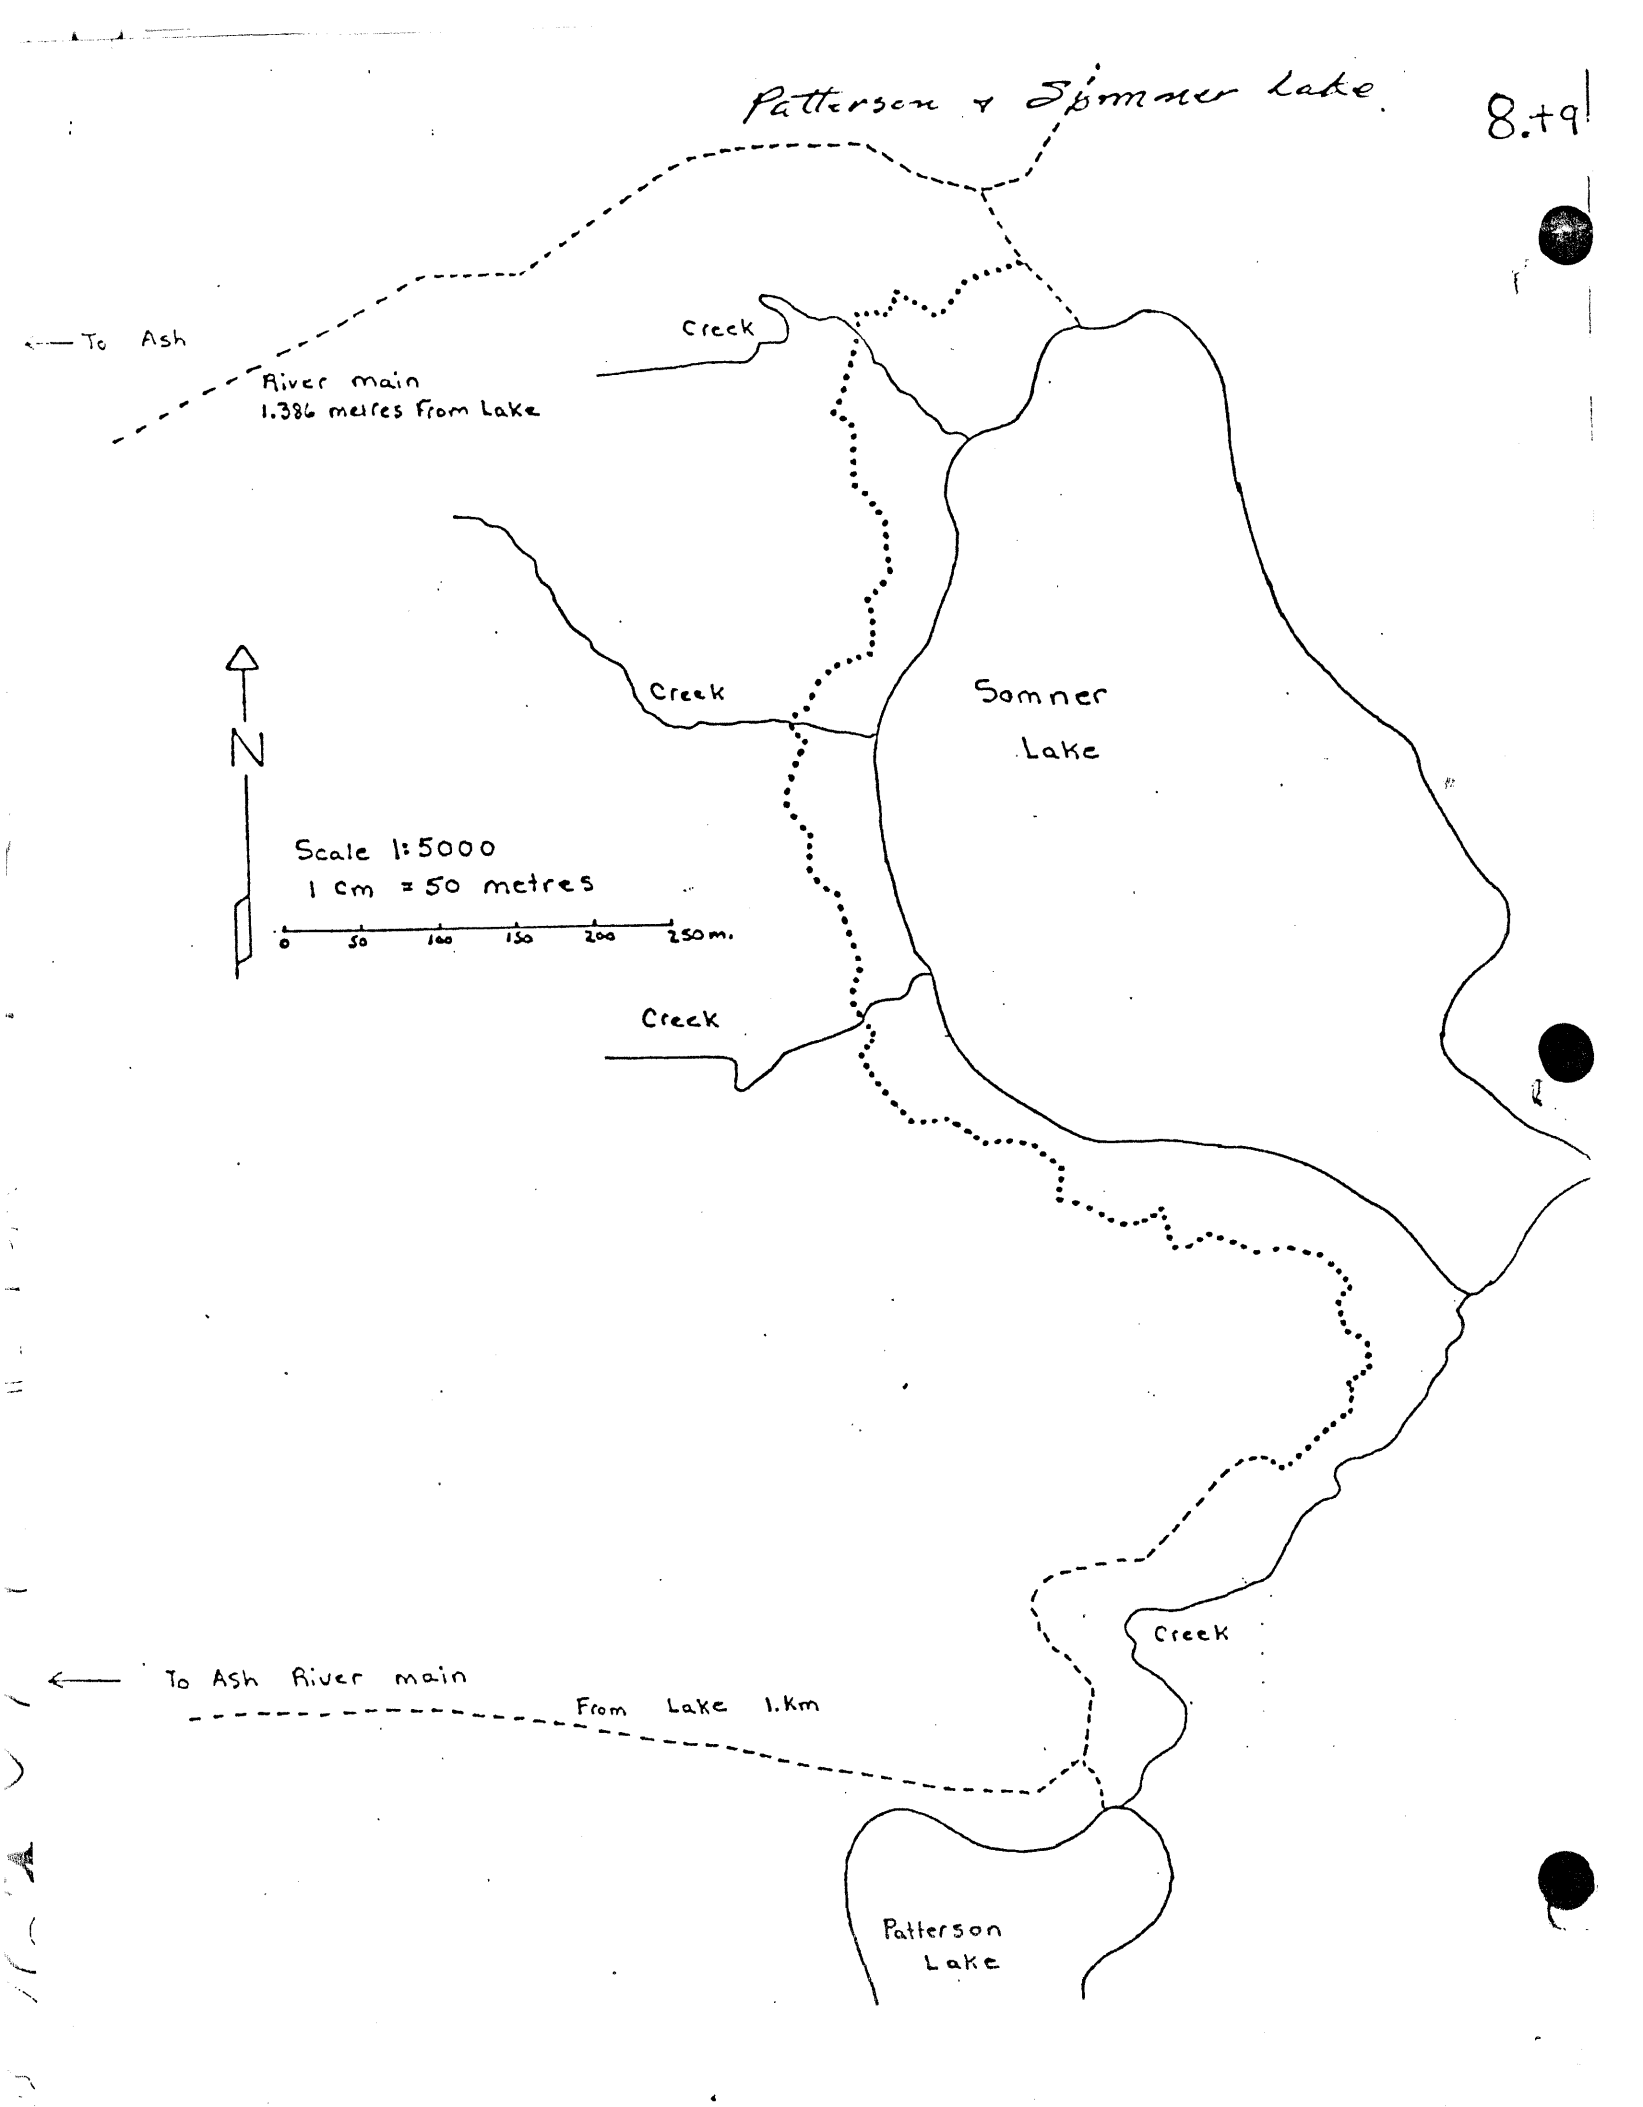 Patterson & Sommer Lake.
8.+9
Creek
← To Ash
River main
1.386 metres From Lake
Creek
Somner
Lake
N
Scale 1:5000
1 cm = 50 metres
0 50 100 150 200 250m.
Creek
Creek
← To Ash River main
From Lake 1.Km
Patterson
Lake